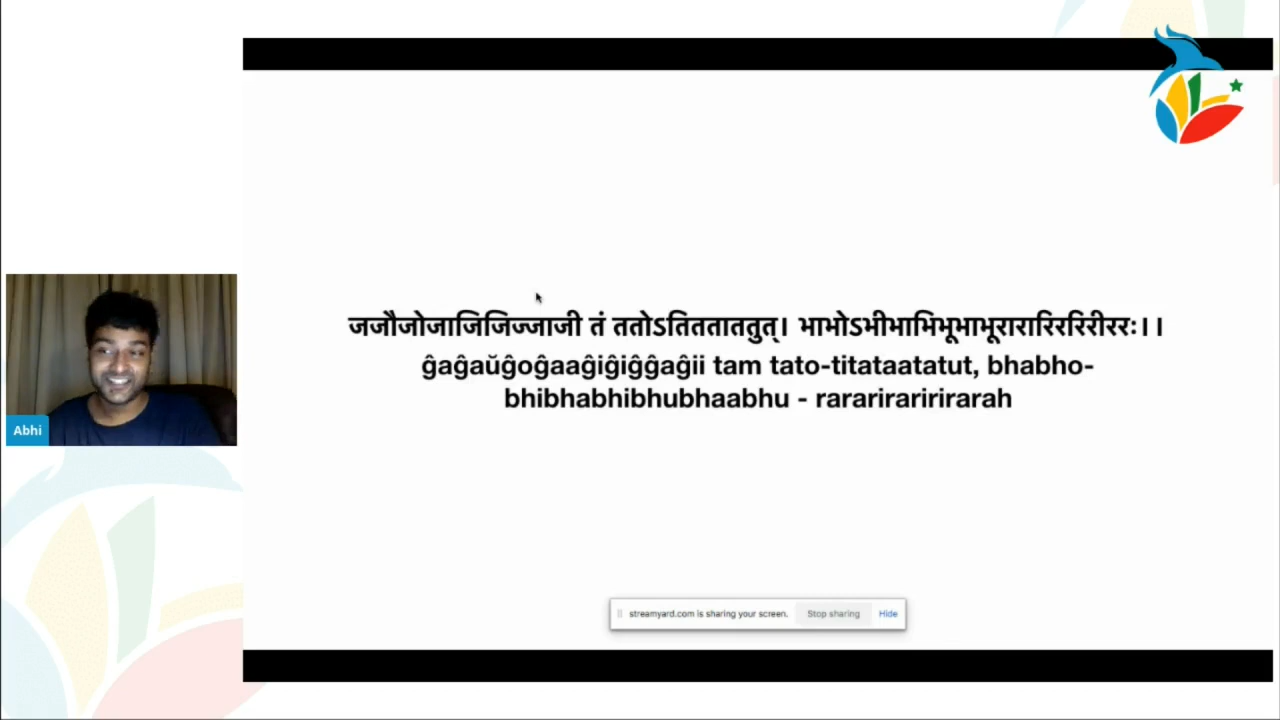 जजौजोजाजिजिज्जाजी तं ततोऽतितताततुत्। भाभोऽभीभाभिभूभाभूरारारिररिरीररः।।
ĝaĝaŭĝoĝaaĝiĝiĝĝaĝii tam tato-titataatatut, bhabho-
bhibhabhibhubhaabhu - rararirariririrarah
Abhi
streamyard.com is sharing your screen. Stop sharing Hide